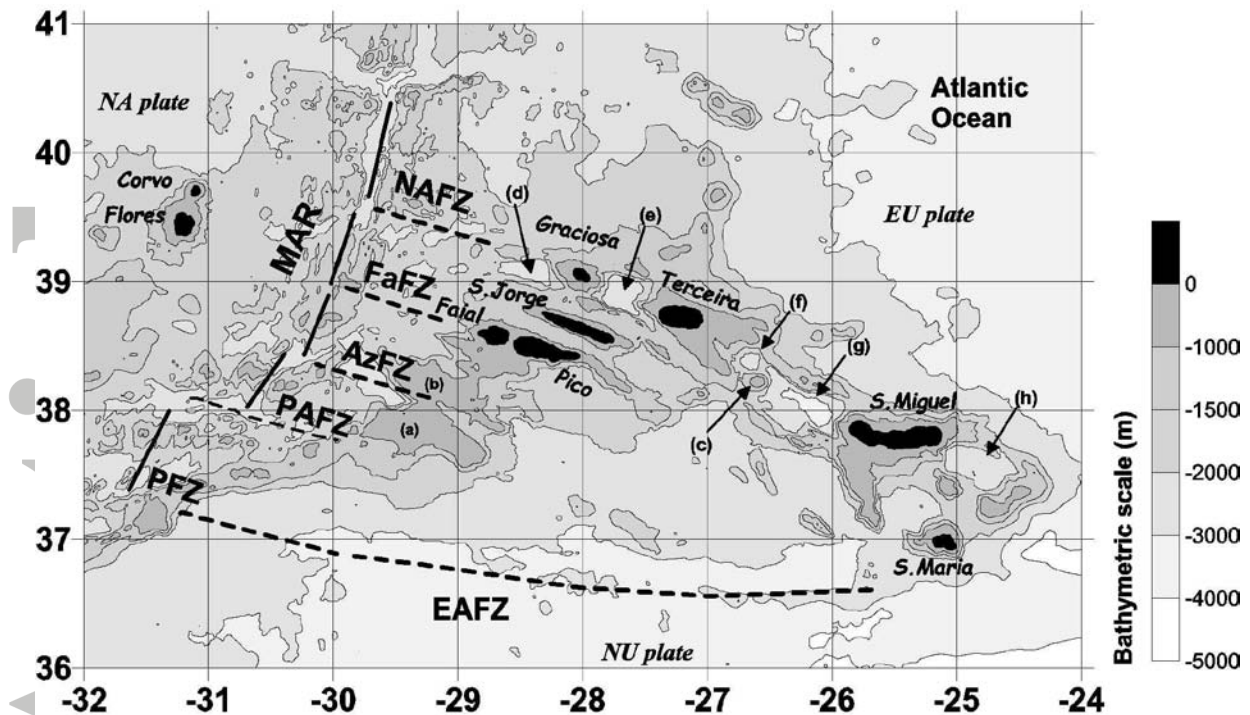 41
40
39
38
37
36
-32
-31
-30
-29
-28
-27
-26
-25
-24
NA plate
Atlantic
Ocean
Corvo
Flores
MAR
NAFZ
(d)
Graciosa
(e)
EU plate
FaFZ
Faial
S. Jorge
Terceira
(f)
AzFZ
(b)
Pico
(g)
(c)
S. Miguel
(h)
PAFZ
(a)
PFZ
S. Maria
EAFZ
NU plate
0
-1000
-1500
-2000
-3000
-4000
-5000
Bathymetric scale (m)